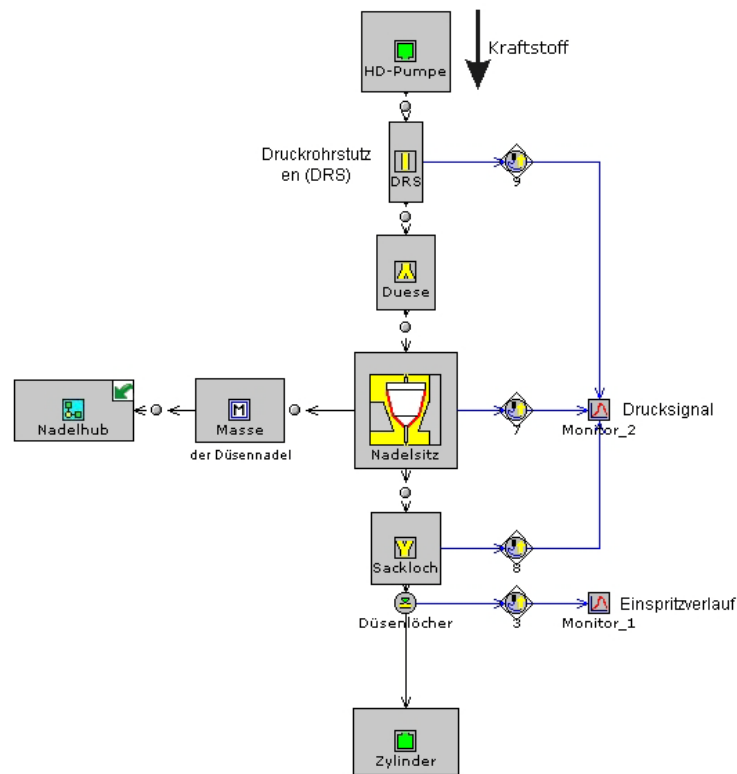 Kraftstoff
HD-Pumpe
Druckrohrstutz
en (DRS)
DRS
9
Duese
Nadelhub
M
Masse
der Düsennadel
Nadelsitz
7
Drucksignal
Monitor_2
Sackloch
8
Düsenlöcher
3
Einspritzverlauf
Monitor_1
Zylinder